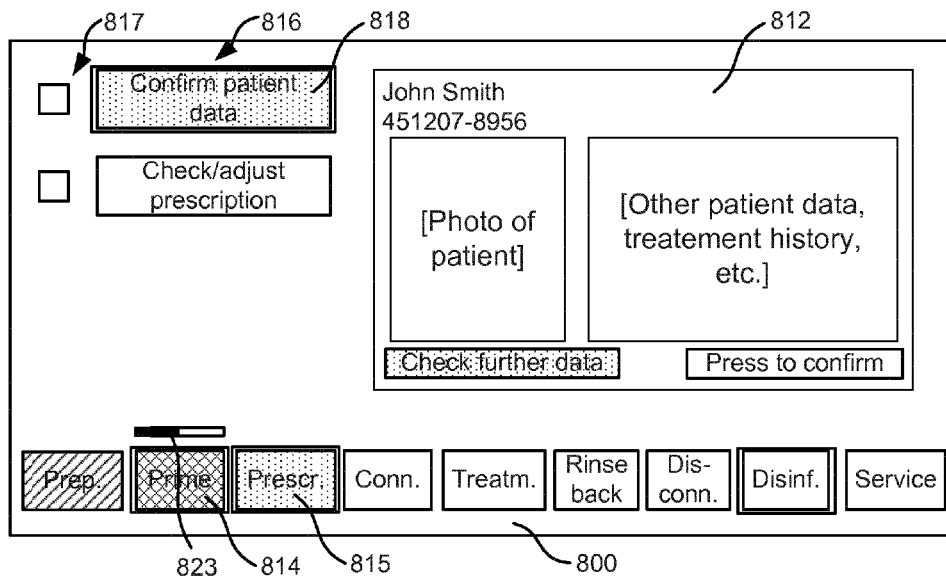 817
816
818
812
Confirm patient
data
John Smith
451207-8956
Check/adjust
prescription
[Photo of
patient]
[Other patient data,
treatement history,
etc.]
Check further data
Press to confirm
Prep.
Prime
Prescr.
Conn.
Treatm.
Rinse
back
Dis-
conn.
Disinf.
Service
823
814
815
800